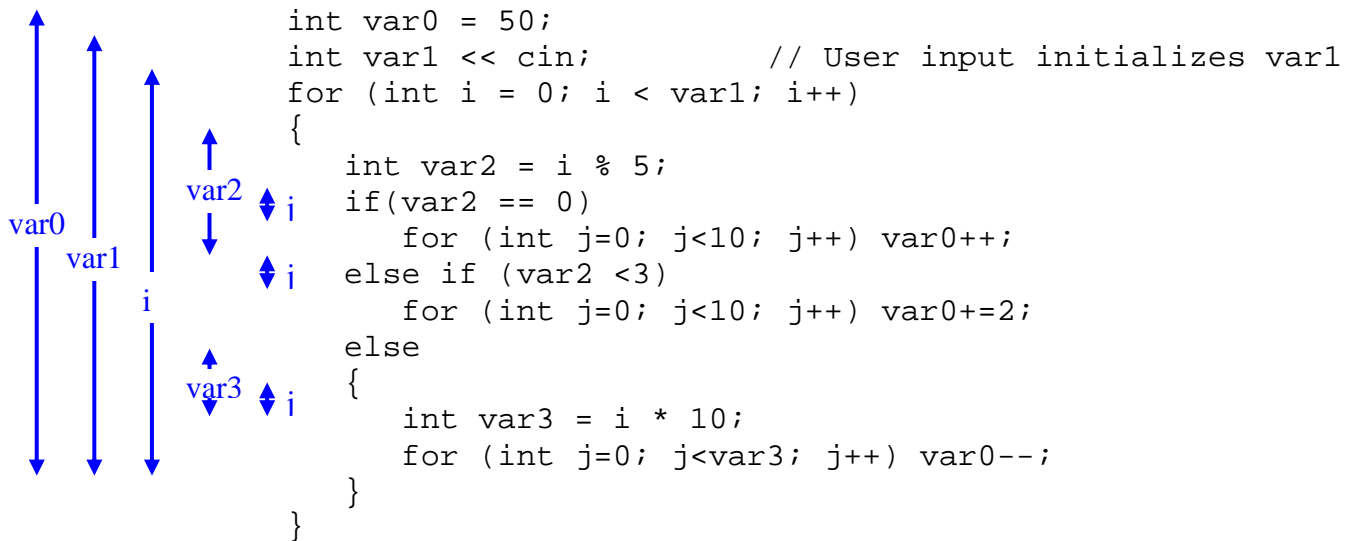 int var0 = 50;
int var1 << cin;          // User input initializes var1
for (int i = 0; i < var1; i++)
{
   int var2 = i % 5;
var2 j if(var2 == 0)
var0 for (int j=0; j<10; j++) var0++;
var1 j else if (var2 <3)
i for (int j=0; j<10; j++) var0+=2;
   else
var3 j {
      int var3 = i * 10;
      for (int j=0; j<var3; j++) var0--;
   }
}